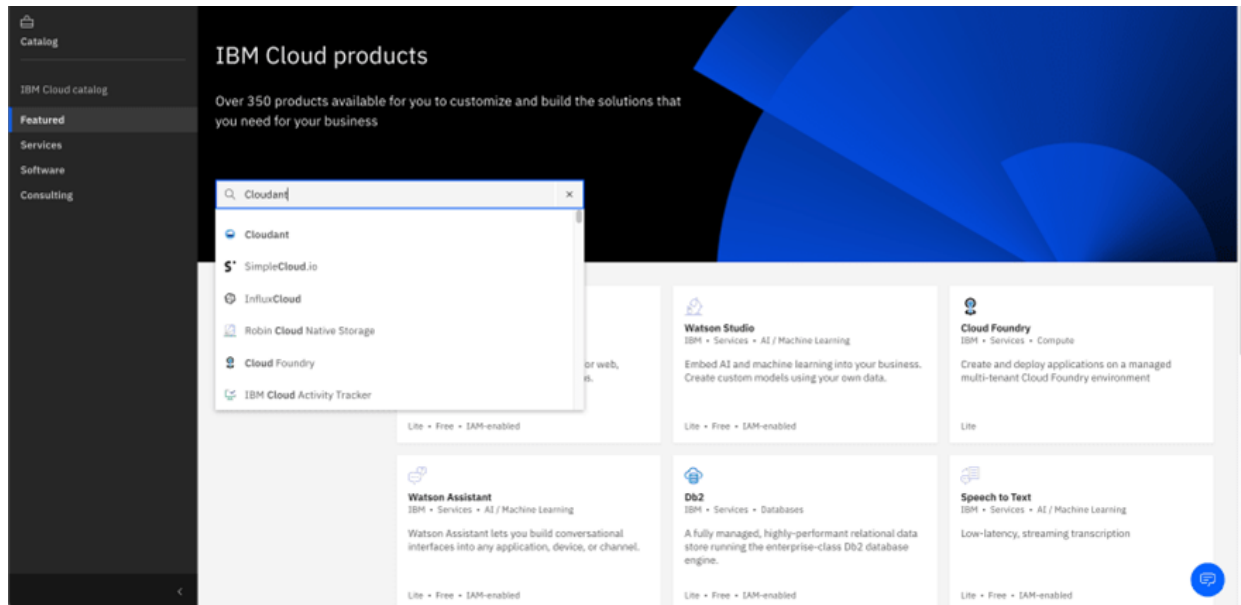 Catalog
IBM Cloud catalog
Featured
Services
Software
Consulting
IBM Cloud products
Over 350 products available for you to customize and build the solutions that
you need for your business
Cloudant
Cloudant
SimpleCloud.io
InfluxCloud
Robin Cloud Native Storage
Cloud Foundry
IBM Cloud Activity Tracker
or web,
s.
Lite • Free • IAM-enabled
Watson Studio
IBM • Services • AI / Machine Learning
Embed AI and machine learning into your business.
Create custom models using your own data.
Lite • Free • IAM-enabled
Cloud Foundry
IBM • Services • Compute
Create and deploy applications on a managed
multi-tenant Cloud Foundry environment
Lite
Watson Assistant
IBM • Services • AI / Machine Learning
Watson Assistant lets you build conversational
interfaces into any application, device, or channel.
Lite • Free • IAM-enabled
Db2
IBM • Services • Databases
A fully managed, highly-performant relational data
store running the enterprise-class Db2 database
engine.
Lite • Free • IAM-enabled
Speech to Text
IBM • Services • AI / Machine Learning
Low-latency, streaming transcription
Lite • Free • IAM-enabled